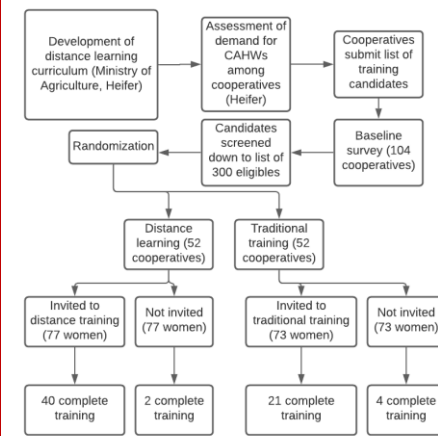 Development of
distance learning
curriculum (Ministry of
Agriculture, Heifer)
Assessment of
demand for
CAHWs
among
cooperatives
(Heifer)
Cooperatives
submit list of
training
candidates
Randomization
Candidates
screened
down to list of
300 eligibles
Baseline
survey (104
cooperatives)
Distance
learning (52
cooperatives)
Traditional
training (52
cooperatives)
Invited to
distance training
(77 women)
Not invited
(77 women)
Invited to
traditional training
(73 women)
Not invited
(73 women)
40 complete
training
2 complete
training
21 complete
training
4 complete
training